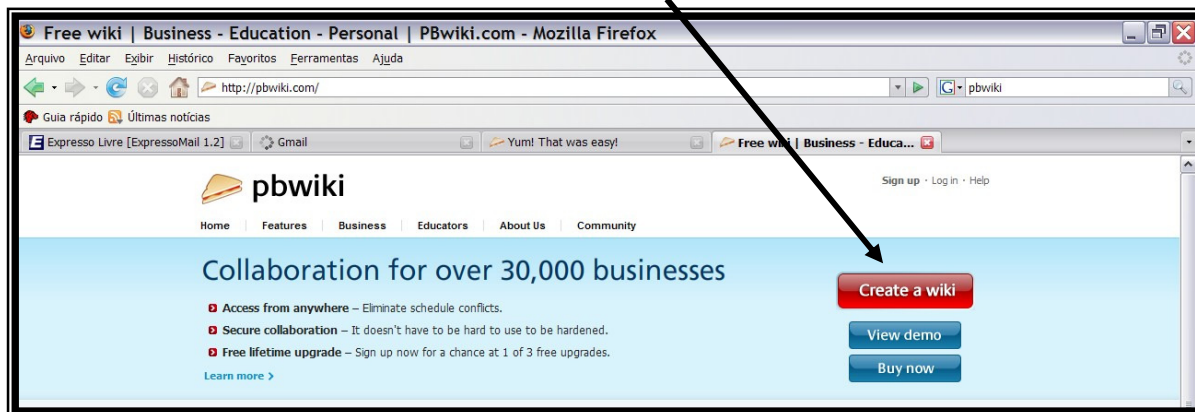 Free wiki | Business - Education - Personal | PBwiki.com - Mozilla Firefox
Arquivo Editar Exibir Histórico Favoritos Ferramentas Ajuda
http://pbwiki.com/ G pbwiki
Guia rápido Últimas notícias
E Expresso Livre [ExpressoMail 1.2] Gmail Yum! That was easy! Free wiki | Business - Educa...
pbwiki Sign up · Log in · Help
Home Features Business Educators About Us Community
Collaboration for over 30,000 businesses
Create a wiki
Access from anywhere – Eliminate schedule conflicts.
Secure collaboration – It doesn't have to be hard to use to be hardened.
View demo
Free lifetime upgrade – Sign up now for a chance at 1 of 3 free upgrades.
Buy now
Learn more >